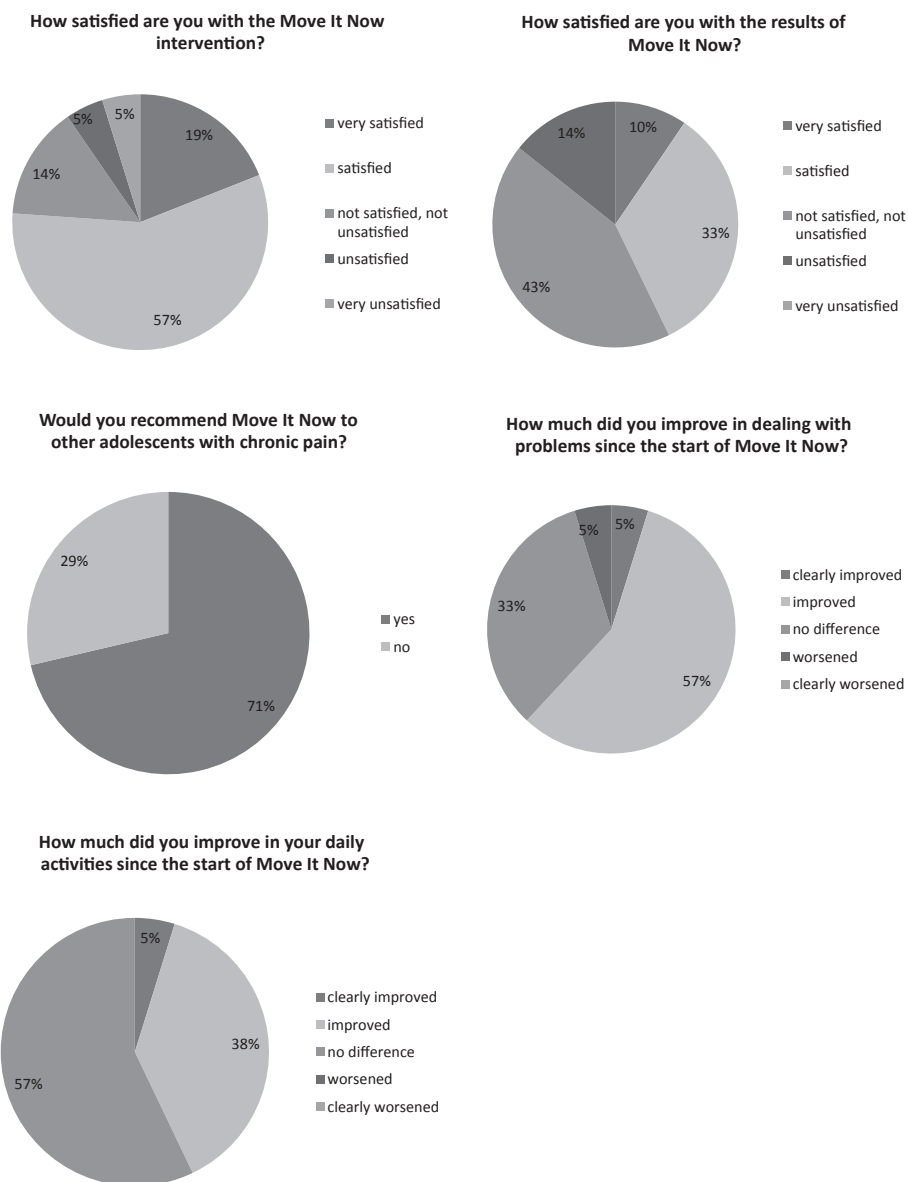 How satisfied are you with the Move It Now
intervention?
19%
57%
14%
5%
5%
very satisfied
satisfied
not satisfied, not
unsatisfied
unsatisfied
very unsatisfied
How satisfied are you with the results of
Move It Now?
10%
33%
43%
14%
very satisfied
satisfied
not satisfied, not
unsatisfied
unsatisfied
very unsatisfied
Would you recommend Move It Now to
other adolescents with chronic pain?
29%
71%
yes
no
How much did you improve in dealing with
problems since the start of Move It Now?
5%
57%
33%
5%
clearly improved
improved
no difference
worsened
clearly worsened
How much did you improve in your daily
activities since the start of Move It Now?
5%
38%
57%
clearly improved
improved
no difference
worsened
clearly worsened